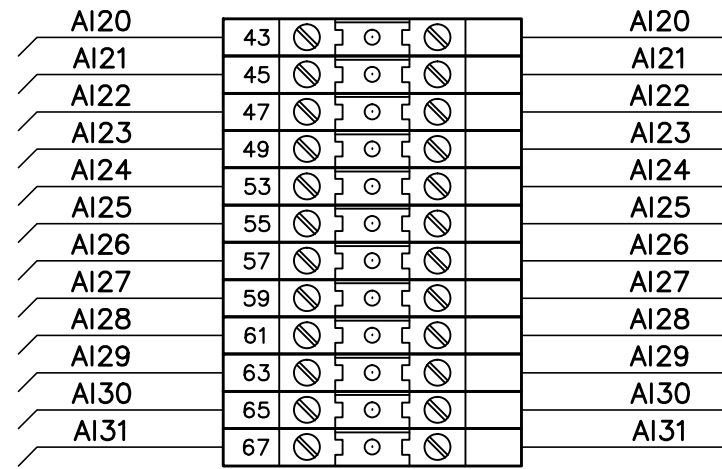 AI20 43 AI20
AI21 45 AI21
AI22 47 AI22
AI23 49 AI23
AI24 53 AI24
AI25 55 AI25
AI26 57 AI26
AI27 59 AI27
AI28 61 AI28
AI29 63 AI29
AI30 65 AI30
AI31 67 AI31